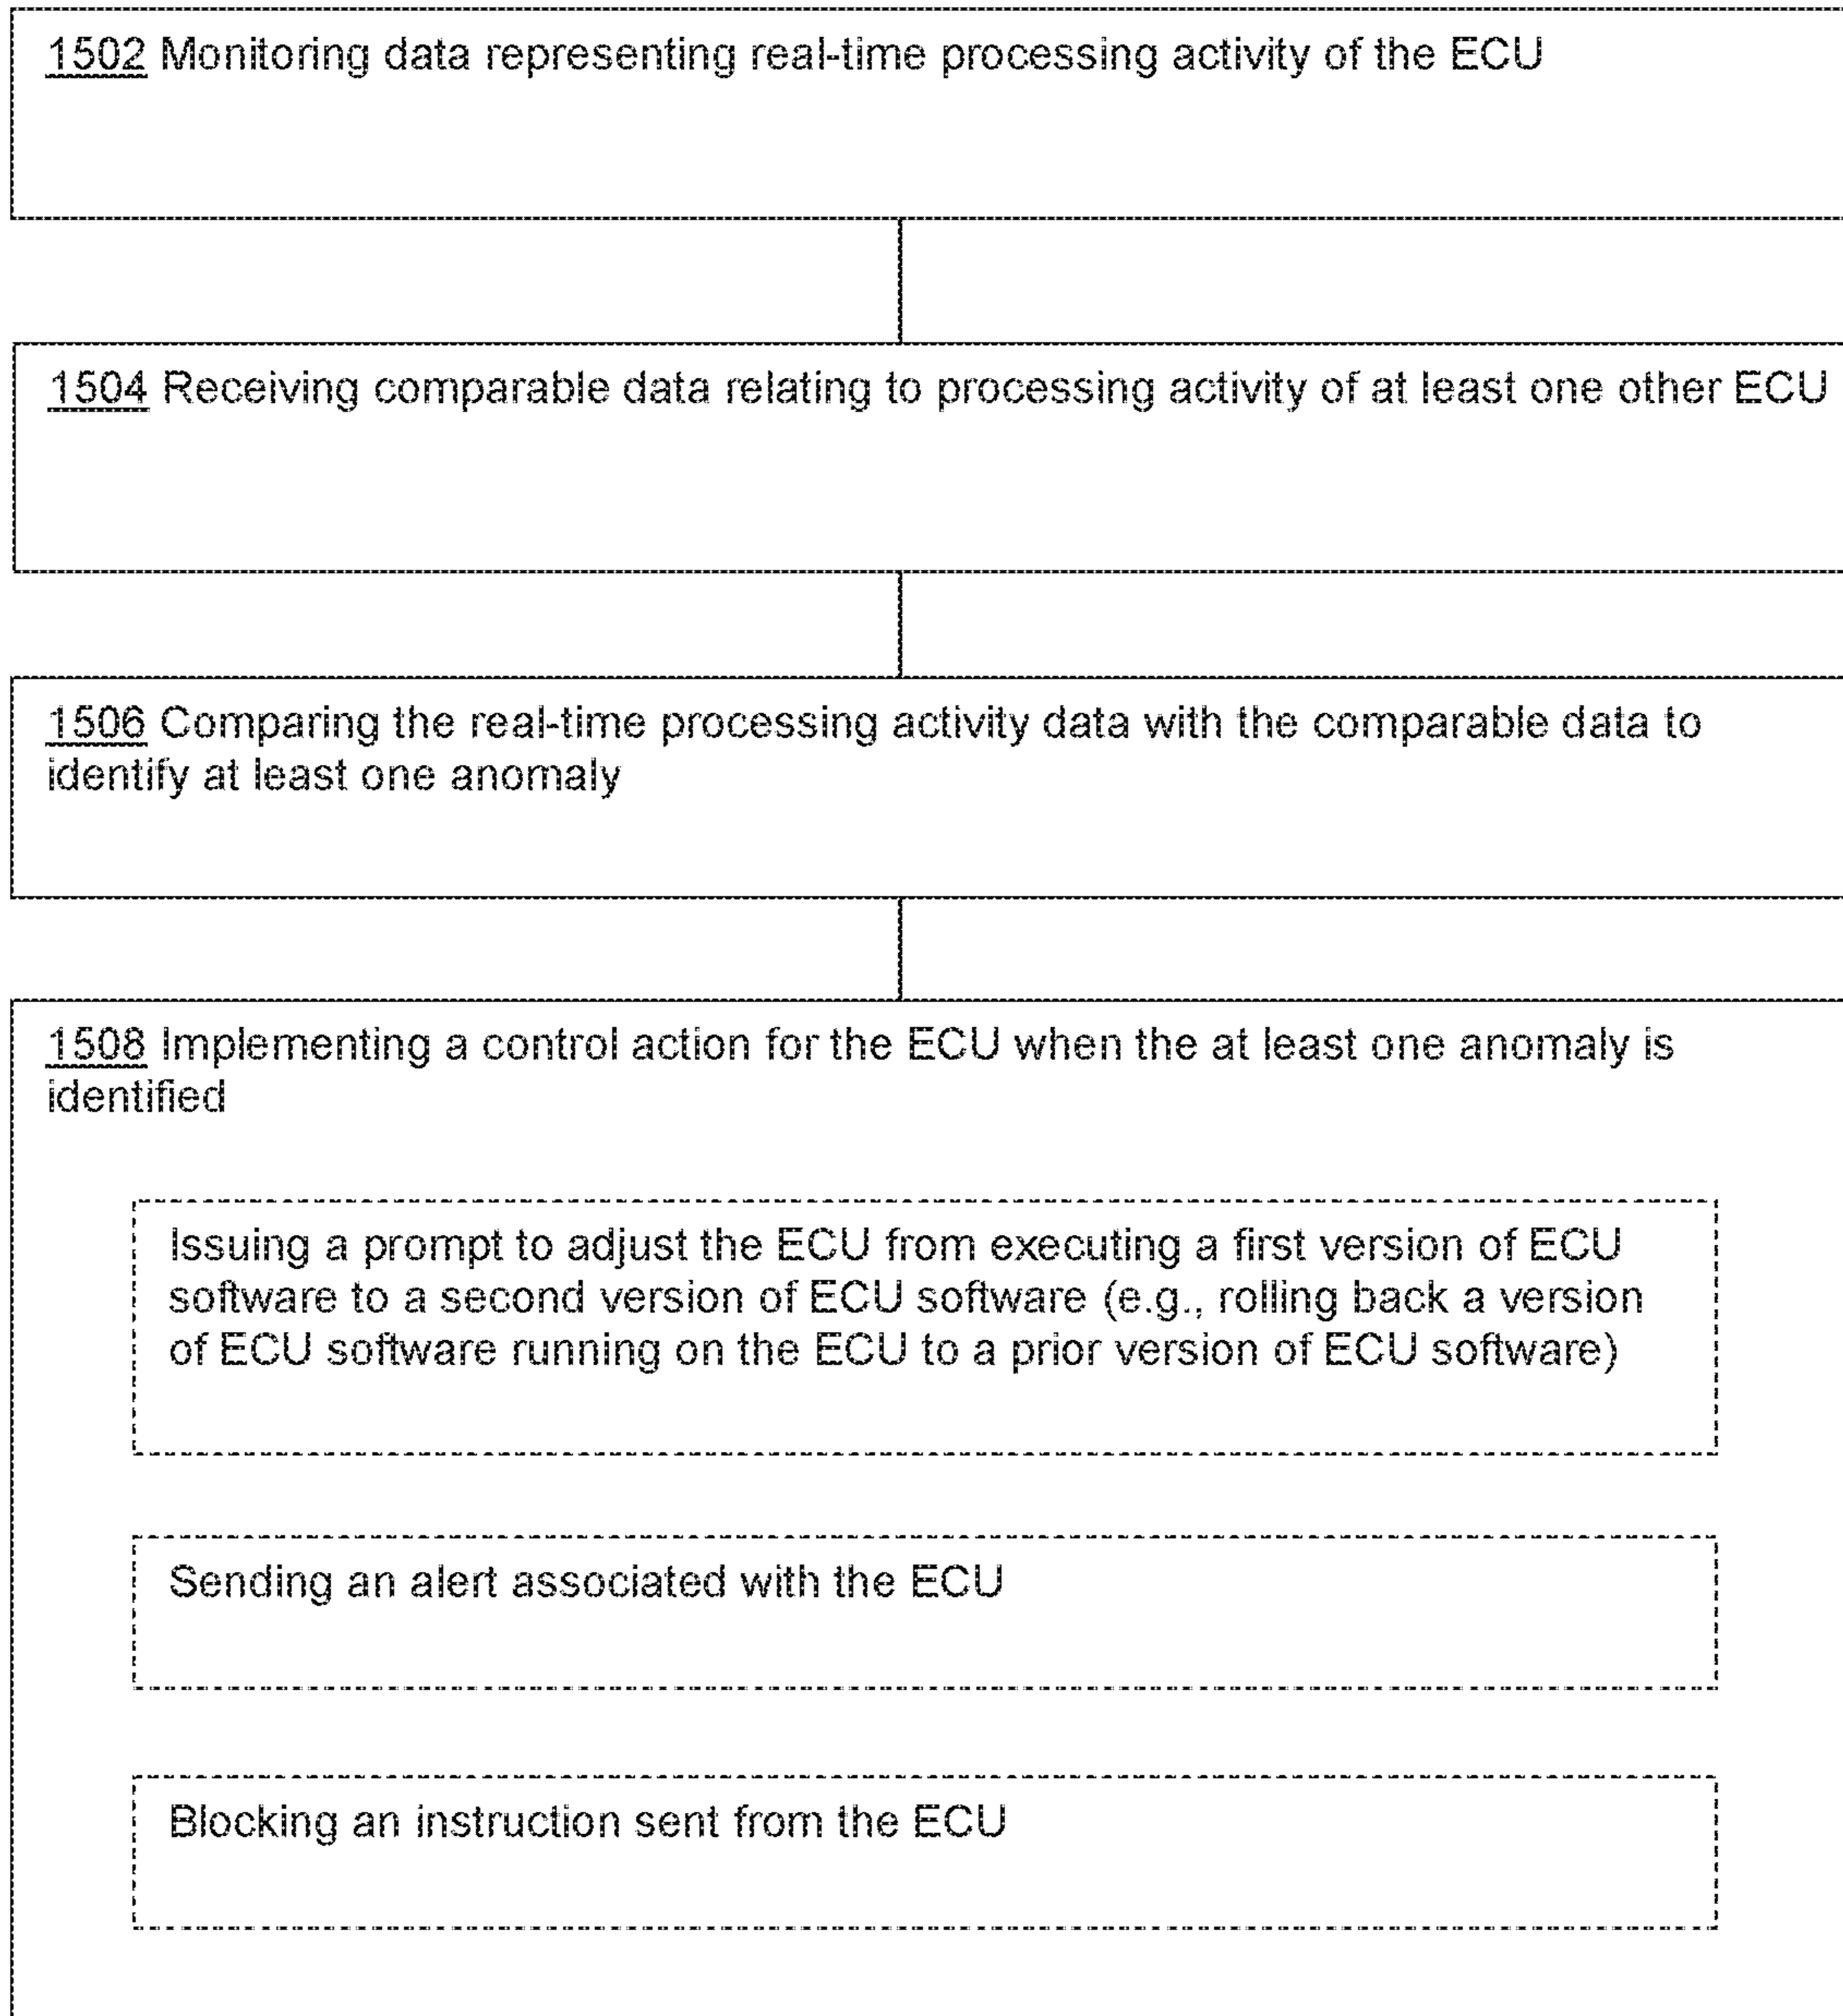 1502 Monitoring data representing real-time processing activity of the ECU
1504 Receiving comparable data relating to processing activity of at least one other ECU
1506 Comparing the real-time processing activity data with the comparable data to
identify at least one anomaly
1508 Implementing a control action for the ECU when the at least one anomaly is
identified
Issuing a prompt to adjust the ECU from executing a first version of ECU
software to a second version of ECU software (e.g., rolling back a version
of ECU software running on the ECU to a prior version of ECU software)
Sending an alert associated with the ECU
Blocking an instruction sent from the ECU